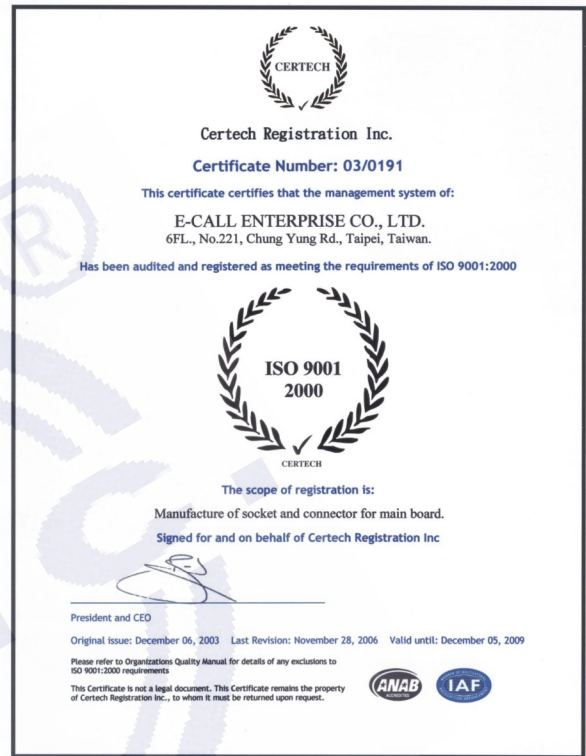 CERTECH
Certech Registration Inc.
Certificate Number: 03/0191
This certificate certifies that the management system of:
E-CALL ENTERPRISE CO., LTD.
6FL., No.221, Chung Yung Rd., Taipei, Taiwan.
Has been audited and registered as meeting the requirements of ISO 9001:2000
ISO 9001
2000
CERTECH
The scope of registration is:
Manufacture of socket and connector for main board.
Signed for and on behalf of Certech Registration Inc
President and CEO
Original issue: December 06, 2003 Last Revision: November 28, 2006 Valid until: December 05, 2009
Please refer to Organizations Quality Manual for details of any exclusions to
ISO 9001:2000 requirements
This Certificate is not a legal document. This Certificate remains the property
of Certech Registration Inc., to whom it must be returned upon request.
ANAB
ACCREDITED
IAF
®